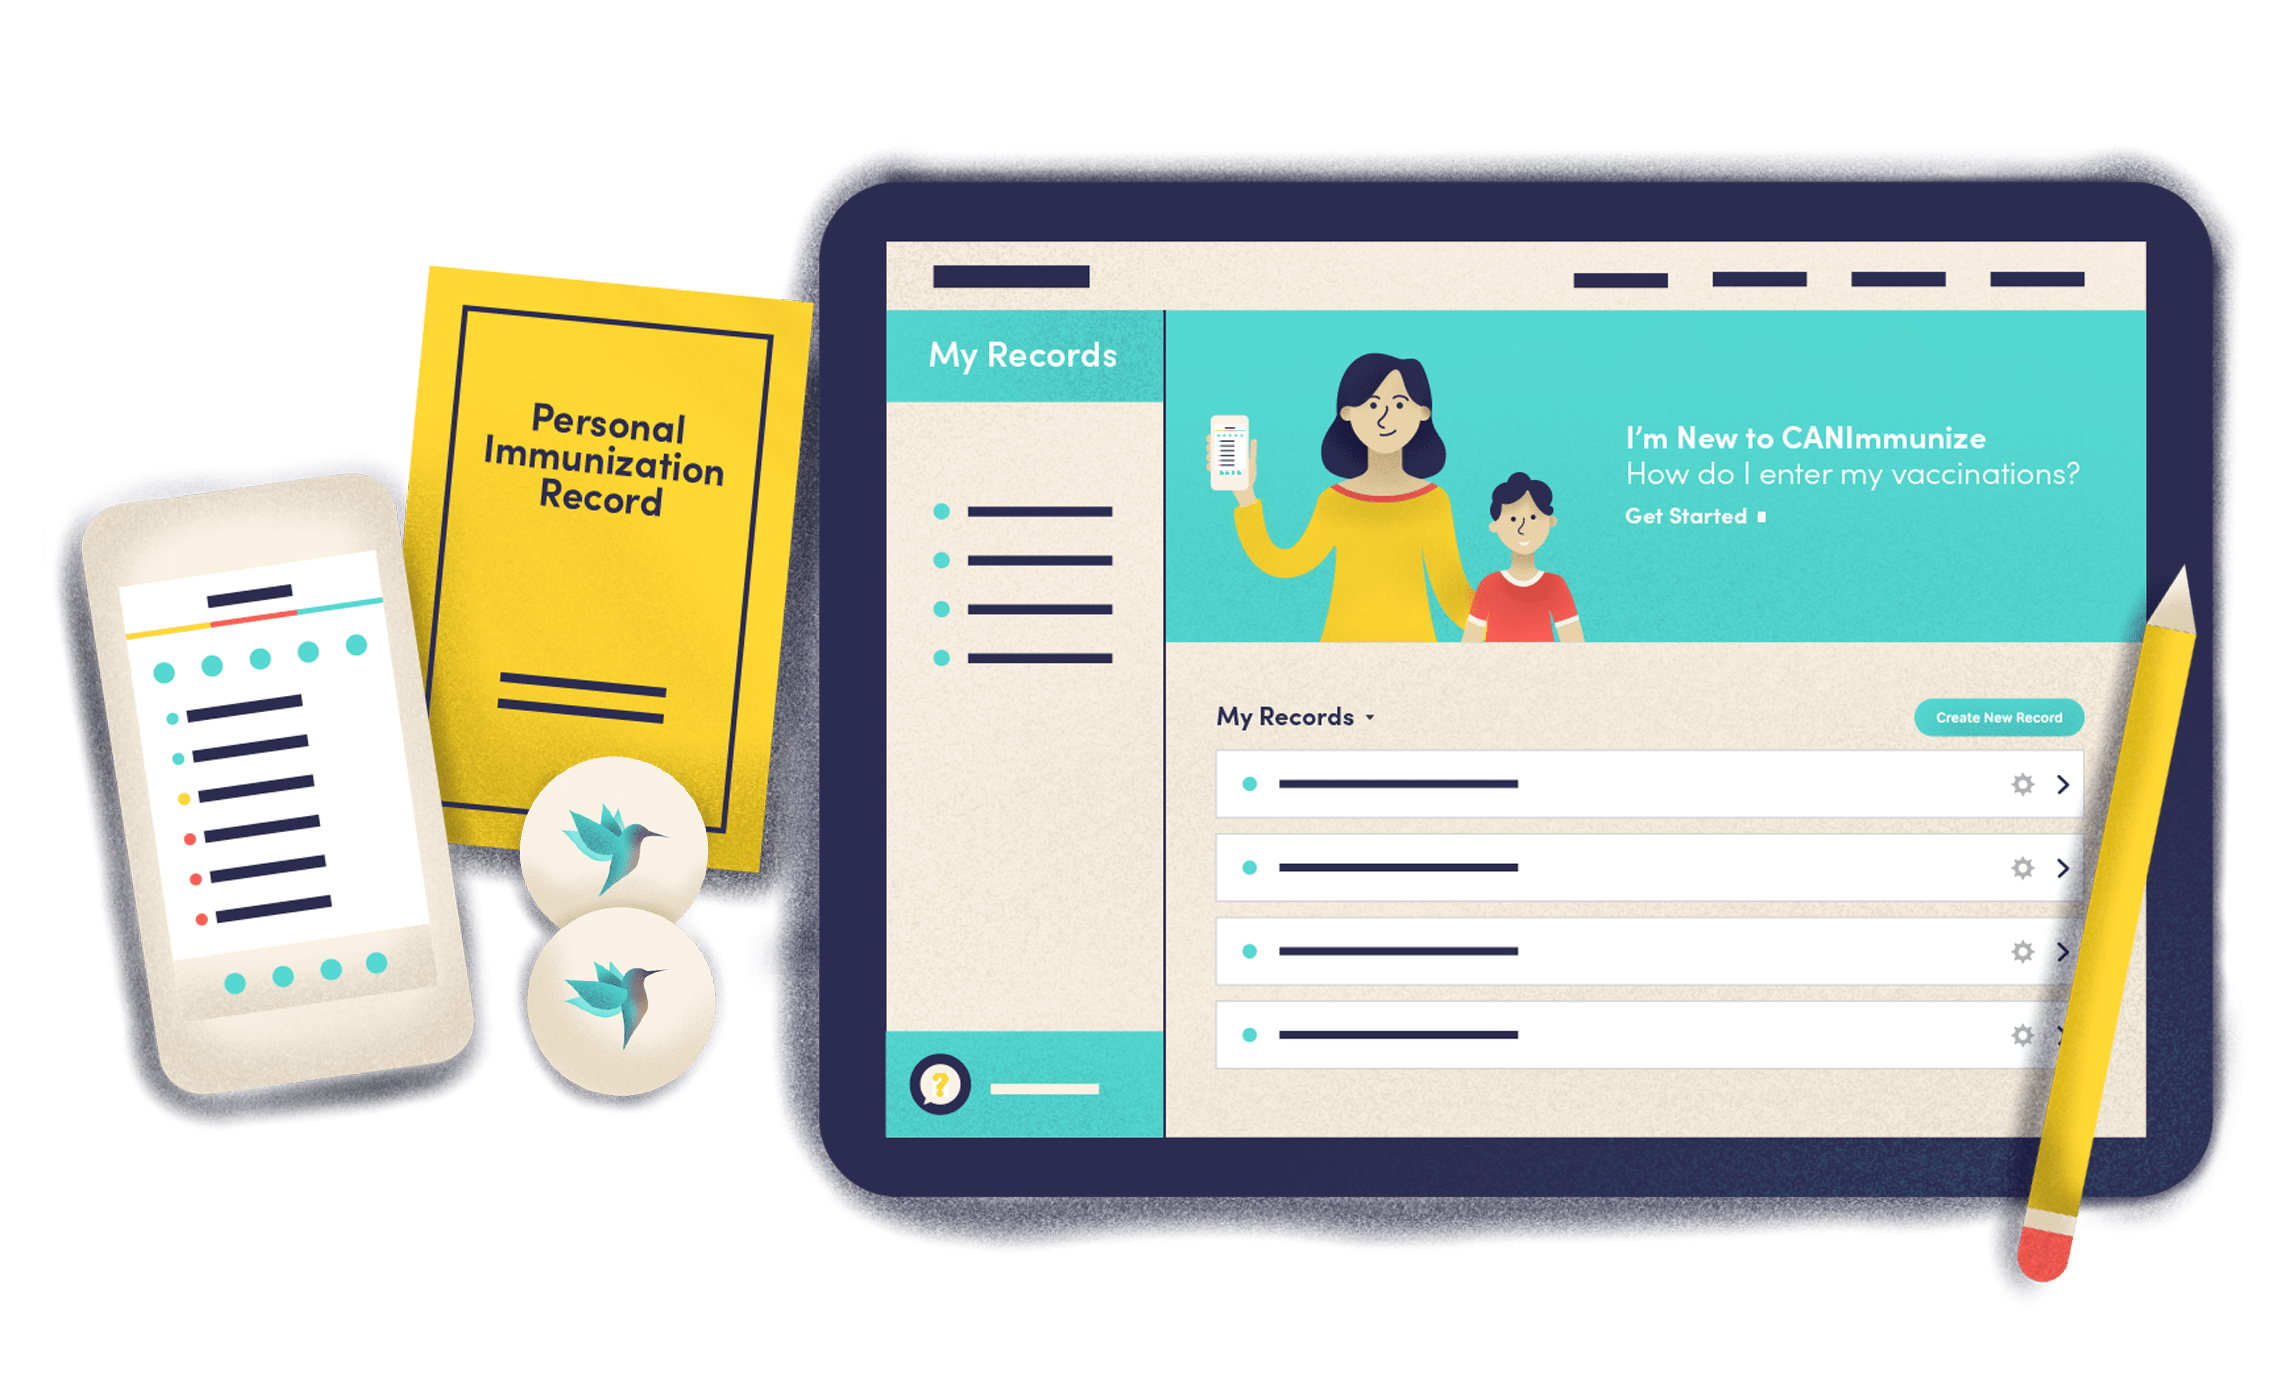 Personal
Immunization
Record
My Records
I'm New to CANImmunize
How do I enter my vaccinations?
Get Started
My Records
Create New Record
?